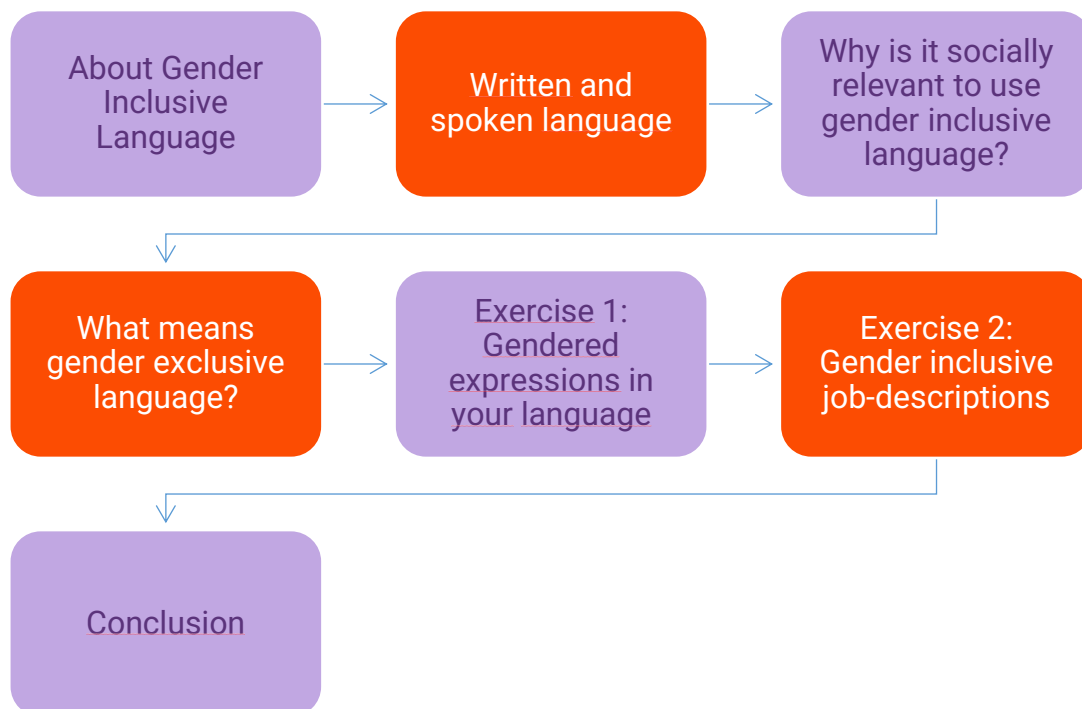 About Gender
Inclusive
Language
Written and
spoken language
Why is it socially
relevant to use
gender inclusive
language?
What means
gender exclusive
language?
Exercise 1:
Gendered
expressions in
your language
Exercise 2:
Gender inclusive
job-descriptions
Conclusion